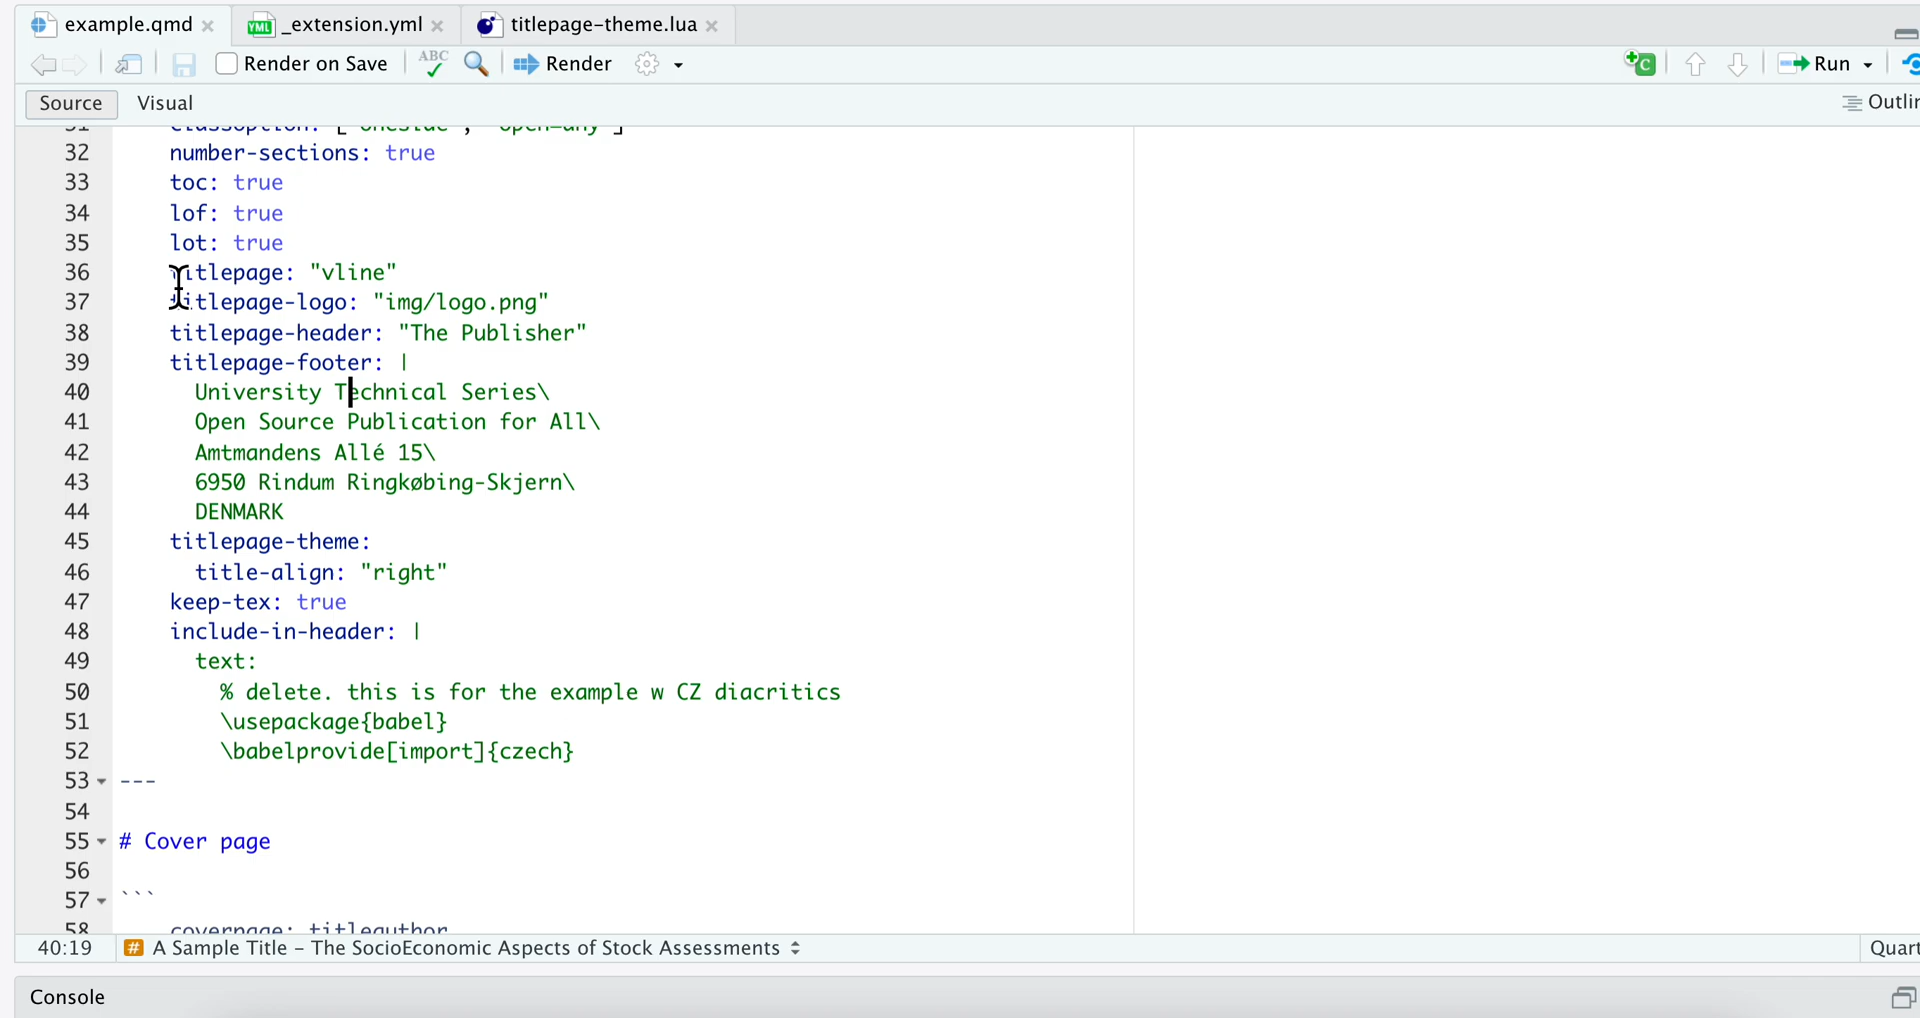 example.qmd
_extension.yml
titlepage-theme.lua
Render on Save
ABC
Render
Run
Source
Visual
Outlin
31 classoption: ["oneside", "open=any"]
32 number-sections: true
33 toc: true
34 lof: true
35 lot: true
36 titlepage: "vline"
37 titlepage-logo: "img/logo.png"
38 titlepage-header: "The Publisher"
39 titlepage-footer: |
40 University Technical Series\
41 Open Source Publication for All\
42 Amtmandens Allé 15\
43 6950 Rindum Ringkøbing-Skjern\
44 DENMARK
45 titlepage-theme:
46 title-align: "right"
47 keep-tex: true
48 include-in-header: |
49 text:
50 % delete. this is for the example w CZ diacritics
51 \usepackage{babel}
52 \babelprovide[import]{czech}
53 ---
54
55 # Cover page
56
57 ```
58 coverpage: titleauthor
40:19
# A Sample Title – The SocioEconomic Aspects of Stock Assessments
Quart
Console